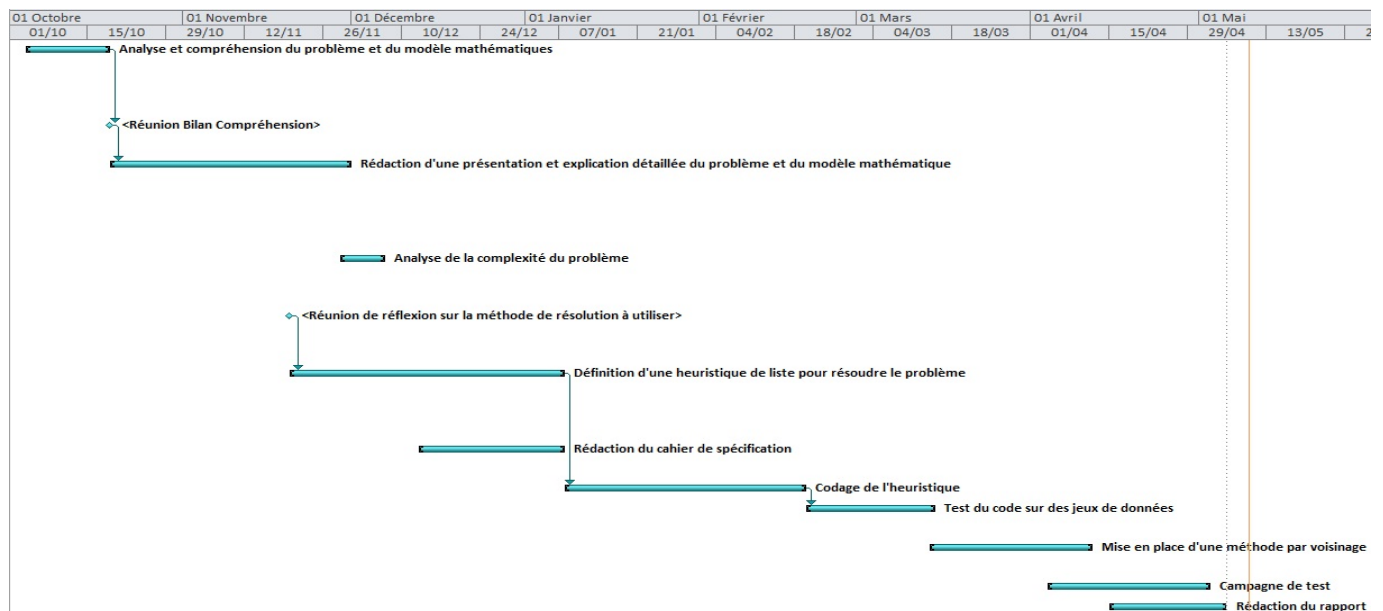 01 Octobre 01 Novembre 01 Décembre 01 Janvier 01 Février 01 Mars 01 Avril 01 Mai
01/10 15/10 29/10 12/11 26/11 10/12 24/12 07/01 21/01 04/02 18/02 04/03 18/03 01/04 15/04 29/04 13/05 2
Analyse et compréhension du problème et du modèle mathématiques
<Réunion Bilan Compréhension>
Rédaction d'une présentation et explication détaillée du problème et du modèle mathématique
Analyse de la complexité du problème
<Réunion de réflexion sur la méthode de résolution à utiliser>
Définition d'une heuristique de liste pour résoudre le problème
Rédaction du cahier de spécification
Codage de l'heuristique
Test du code sur des jeux de données
Mise en place d'une méthode par voisinage
Campagne de test
Rédaction du rapport